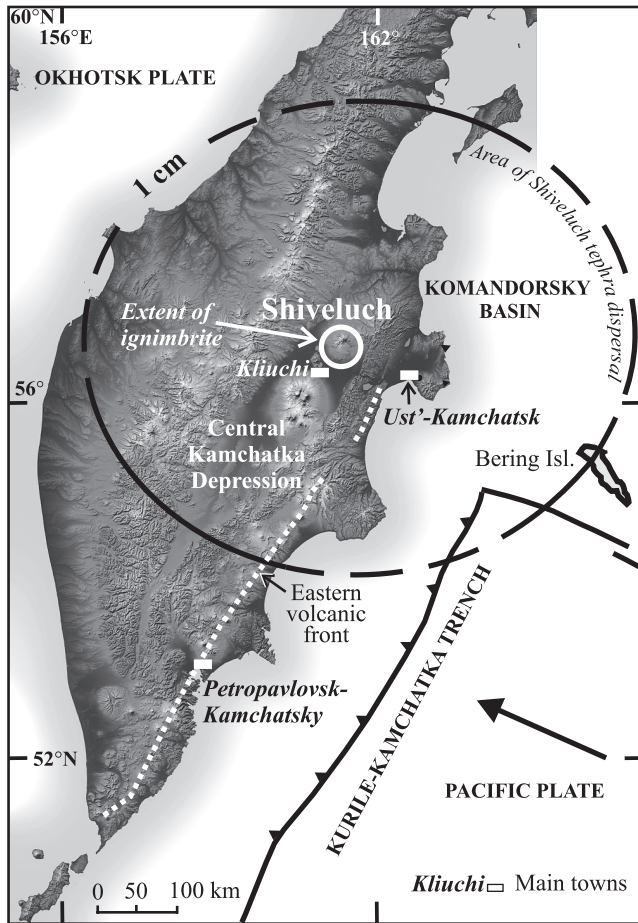 60°N
156°E
162°
OKHOTSK PLATE
1 cm
Area of Shiveluch tephra dispersal
KOMANDORSKY
BASIN
Extent of
ignimbrite
Shiveluch
Kliuchi
56°
Ust'-Kamchatsk
Central
Kamchatka
Depression
Bering Isl.
Eastern
volcanic
front
KURILE-KAMCHATKA TRENCH
Petropavlovsk-
Kamchatsky
52°N
PACIFIC PLATE
0 50 100 km
Kliuchi Main towns